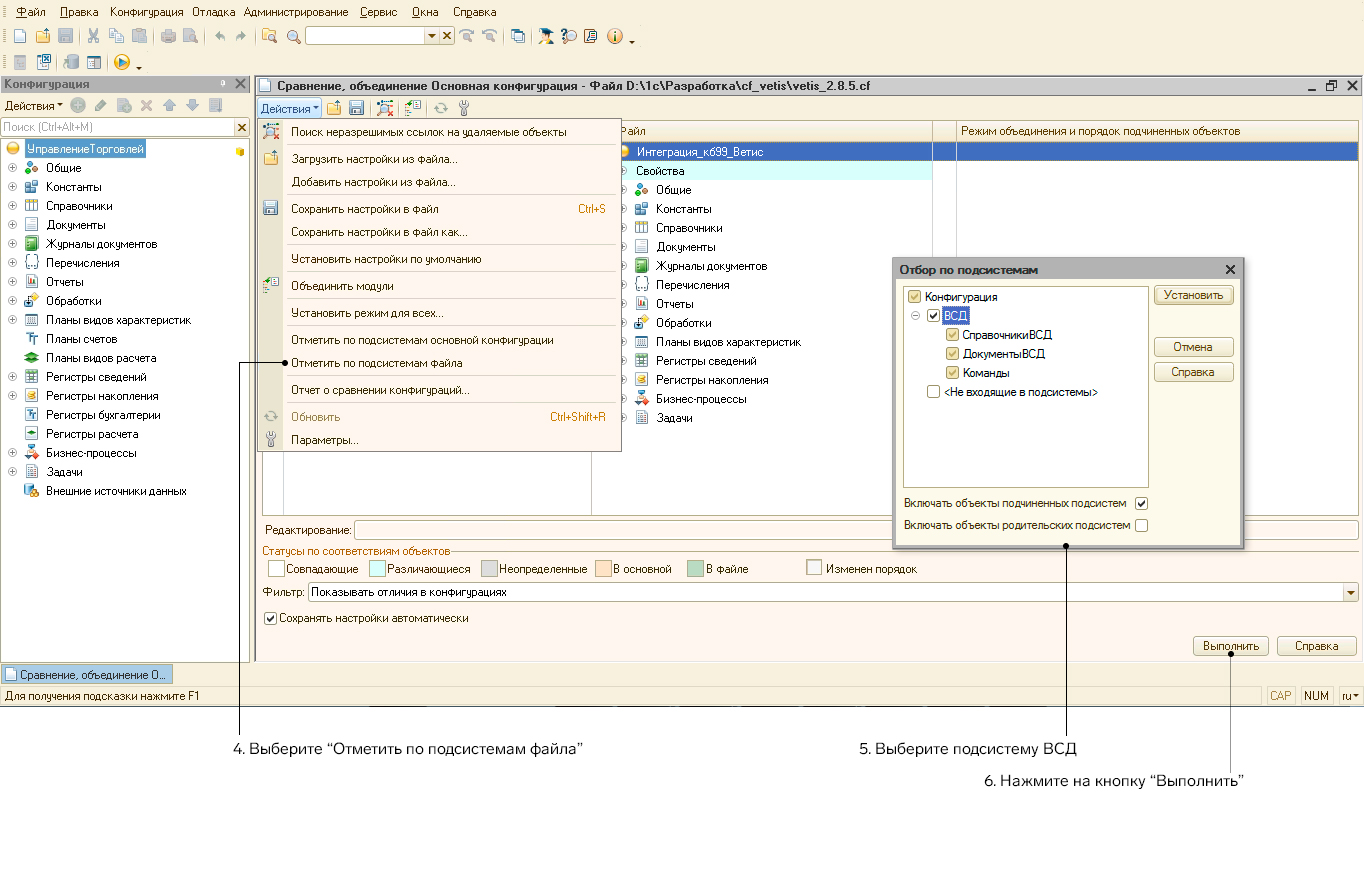 Файл Правка Конфигурация Отладка Администрирование Сервис Окна Справка
Конфигурация
Действия
Поиск (Ctrl+Alt+M)
УправлениеТорговлей
Общие
Константы
Справочники
Документы
Журналы документов
Перечисления
Отчеты
Обработки
Планы видов характеристик
Планы счетов
Планы видов расчета
Регистры сведений
Регистры накопления
Регистры бухгалтерии
Регистры расчета
Бизнес-процессы
Задачи
Внешние источники данных
Сравнение, объединение Основная конфигурация - Файл D:\1c\Разработка\cf_vetis\vetis_2.8.5.cf
Действия
Поиск неразрешимых ссылок на удаляемые объекты
Загрузить настройки из файла...
Добавить настройки из файла...
Сохранить настройки в файл Ctrl+S
Сохранить настройки в файл как...
Установить настройки по умолчанию
Объединить модули
Установить режим для всех...
Отметить по подсистемам основной конфигурации
Отметить по подсистемам файла
Отчет о сравнении конфигураций...
Обновить Ctrl+Shift+R
Параметры...
Файл Режим объединения и порядок подчиненных объектов
Интеграция_к699_Ветис
Свойства
Общие
Константы
Справочники
Документы
Журналы документов
Перечисления
Отчеты
Обработки
Планы видов характеристик
Регистры сведений
Регистры накопления
Бизнес-процессы
Задачи
Отбор по подсистемам
Конфигурация
ВСД
СправочникиВСД
ДокументыВСД
Команды
<Не входящие в подсистемы>
Установить
Отмена
Справка
Включать объекты подчиненных подсистем
Включать объекты родительских подсистем
Редактирование:
Статусы по соответствиям объектов
Совпадающие Различающиеся Неопределенные В основной В файле Изменен порядок
Фильтр: Показывать отличия в конфигурациях
Сохранять настройки автоматически
Выполнить Справка
Сравнение, объединение О...
Для получения подсказки нажмите F1 CAP NUM ru
4. Выберите “Отметить по подсистемам файла”
5. Выберите подсистему ВСД
6. Нажмите на кнопку “Выполнить”